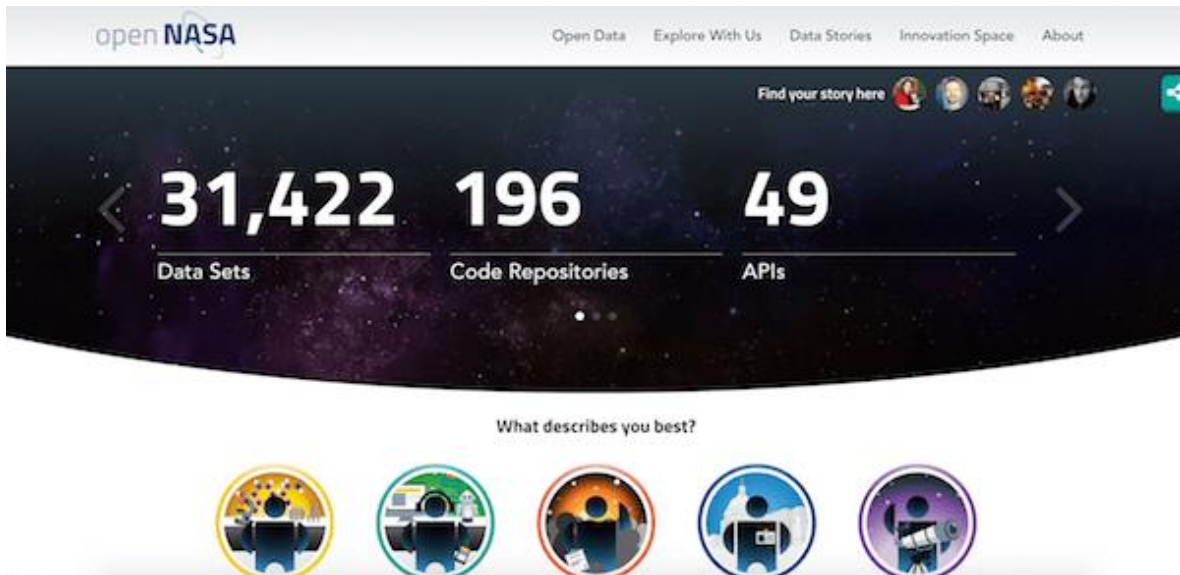 open NASA
Open Data Explore With Us Data Stories Innovation Space About
Find your story here
31,422 196 49
Data Sets Code Repositories APIs
What describes you best?